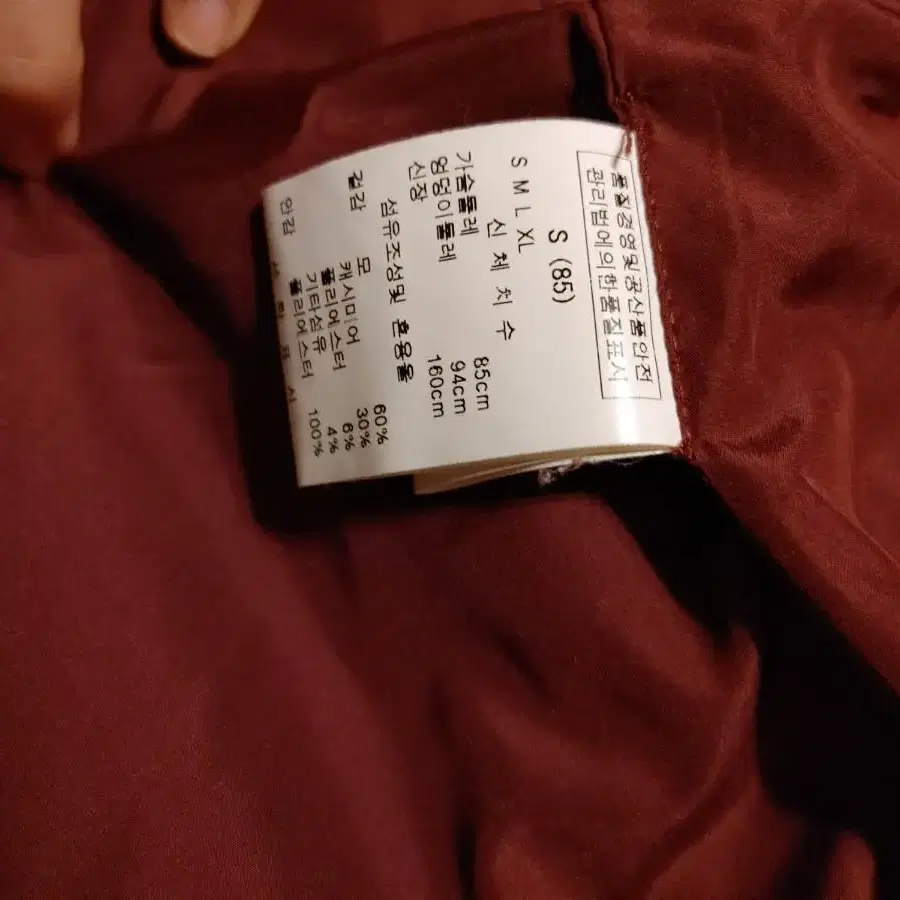 품질경영및공산품안전
관리법에의한품질표시
S (85)
S M L XL
신 체 치 수
가슴둘레 85cm
엉덩이둘레 94cm
신장 160cm
섬유조성및 혼용율
겉감 모 60%
캐시미어 30%
폴리에스터 6%
기타섬유 4%
안감 폴리에스터 100%